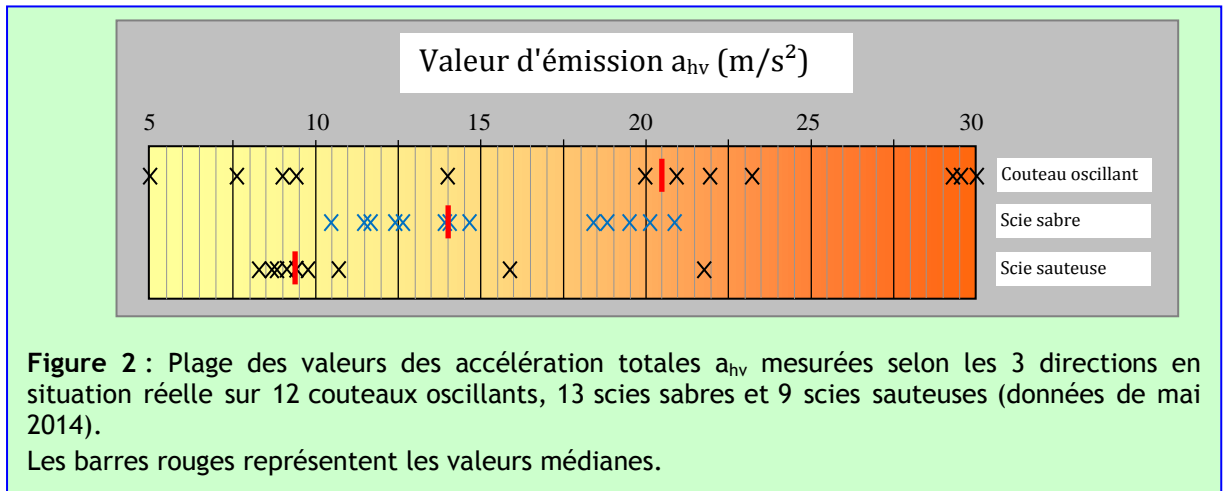 Valeur d'émission aₕᵥ (m/s²)
5 10 15 20 25 30
Couteau oscillant
Scie sabre
Scie sauteuse
Figure 2 : Plage des valeurs des accélération totales aₕᵥ mesurées selon les 3 directions en
situation réelle sur 12 couteaux oscillants, 13 scies sabres et 9 scies sauteuses (données de mai
2014).
Les barres rouges représentent les valeurs médianes.